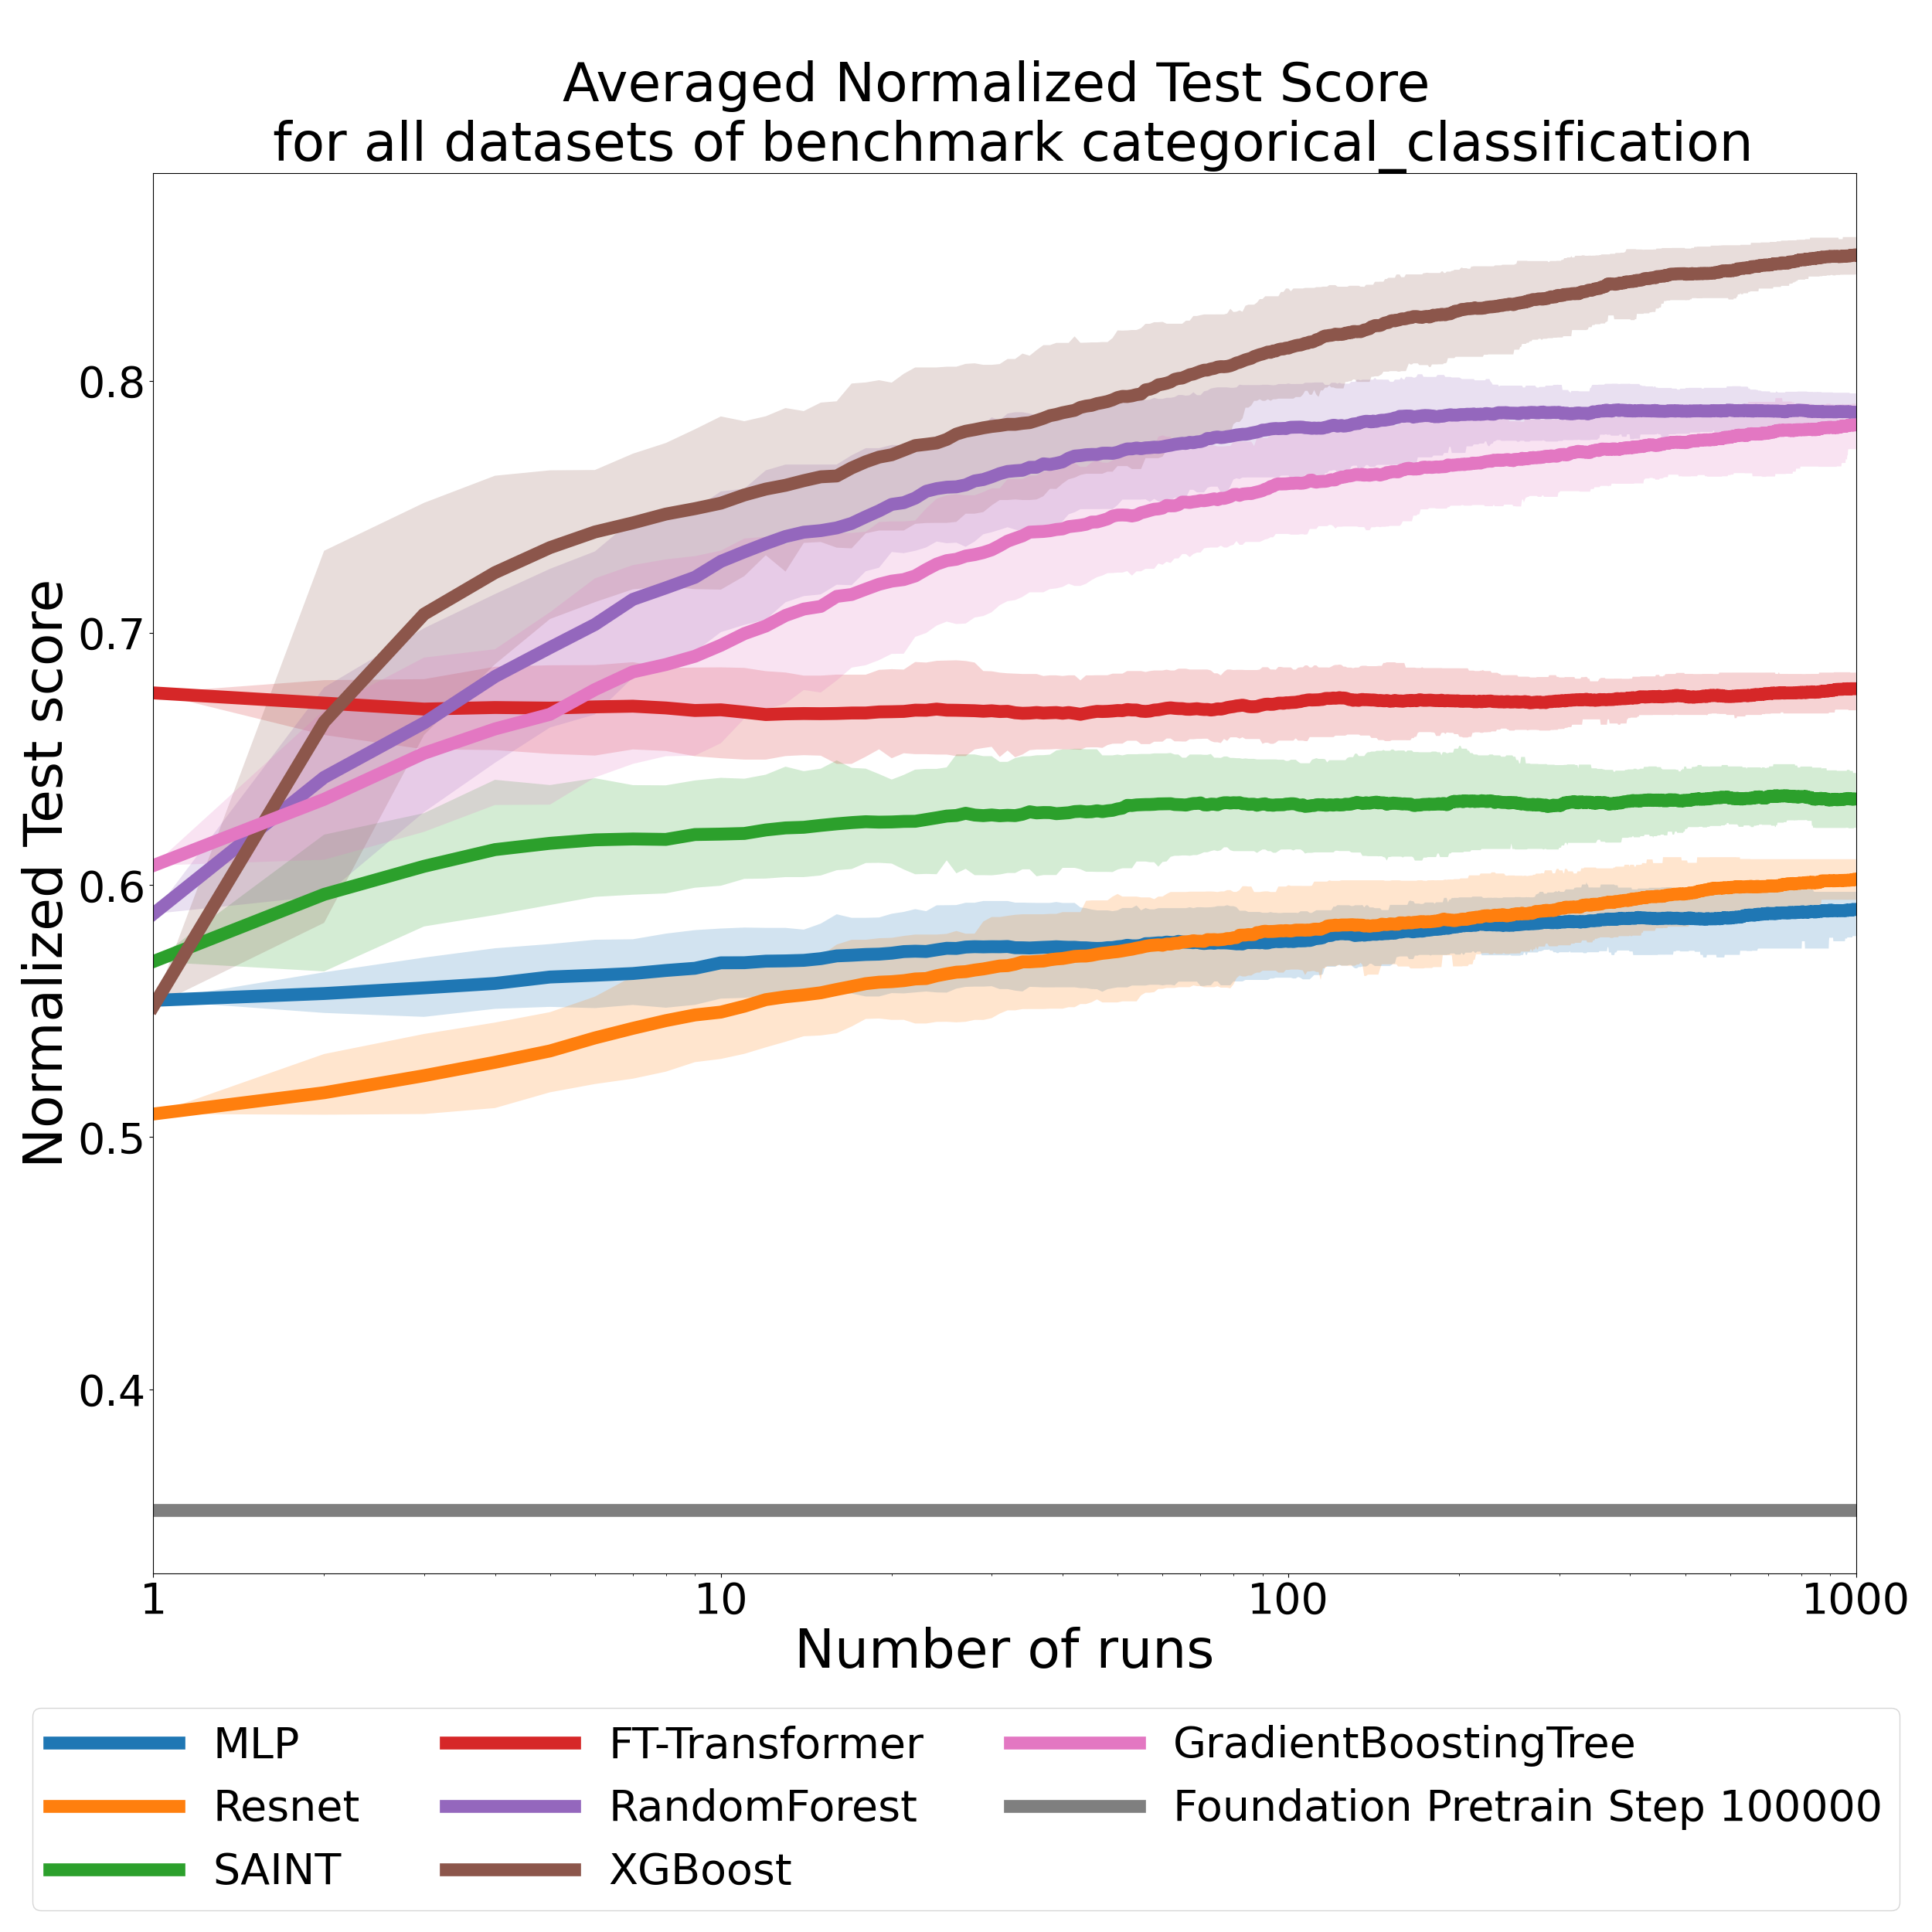 Averaged Normalized Test Score
for all datasets of benchmark categorical_classification
Normalized Test score
0.8
0.7
0.6
0.5
0.4
1 10 100 1000
Number of runs
MLP
Resnet
SAINT
FT-Transformer
RandomForest
XGBoost
GradientBoostingTree
Foundation Pretrain Step 100000